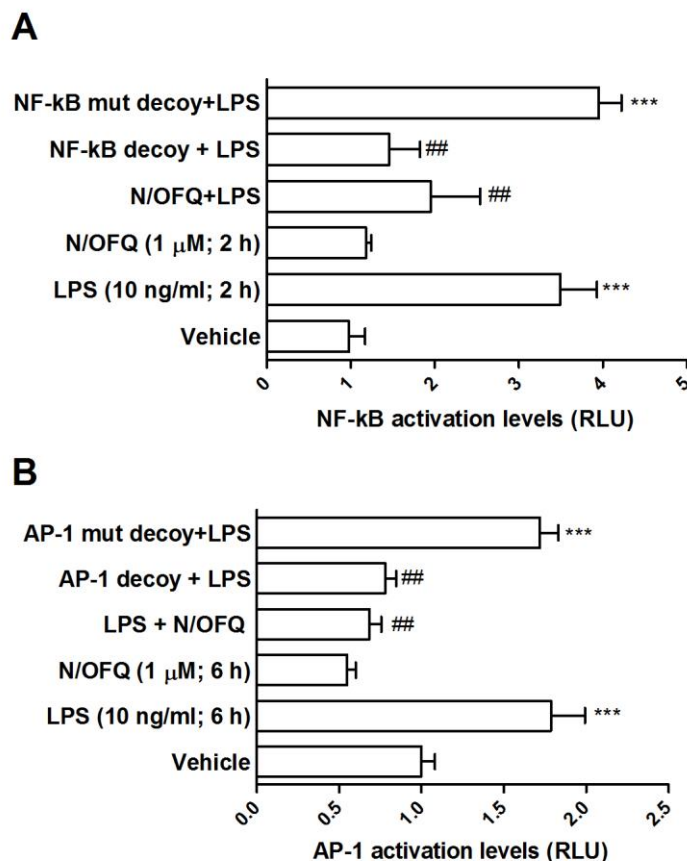 A
NF-kB mut decoy+LPS ***
NF-kB decoy + LPS ##
N/OFQ+LPS ##
N/OFQ (1 μM; 2 h)
LPS (10 ng/ml; 2 h) ***
Vehicle
0 1 2 3 4 5
NF-kB activation levels (RLU)
B
AP-1 mut decoy+LPS ***
AP-1 decoy + LPS ##
LPS + N/OFQ ##
N/OFQ (1 μM; 6 h)
LPS (10 ng/ml; 6 h) ***
Vehicle
0.0 0.5 1.0 1.5 2.0 2.5
AP-1 activation levels (RLU)